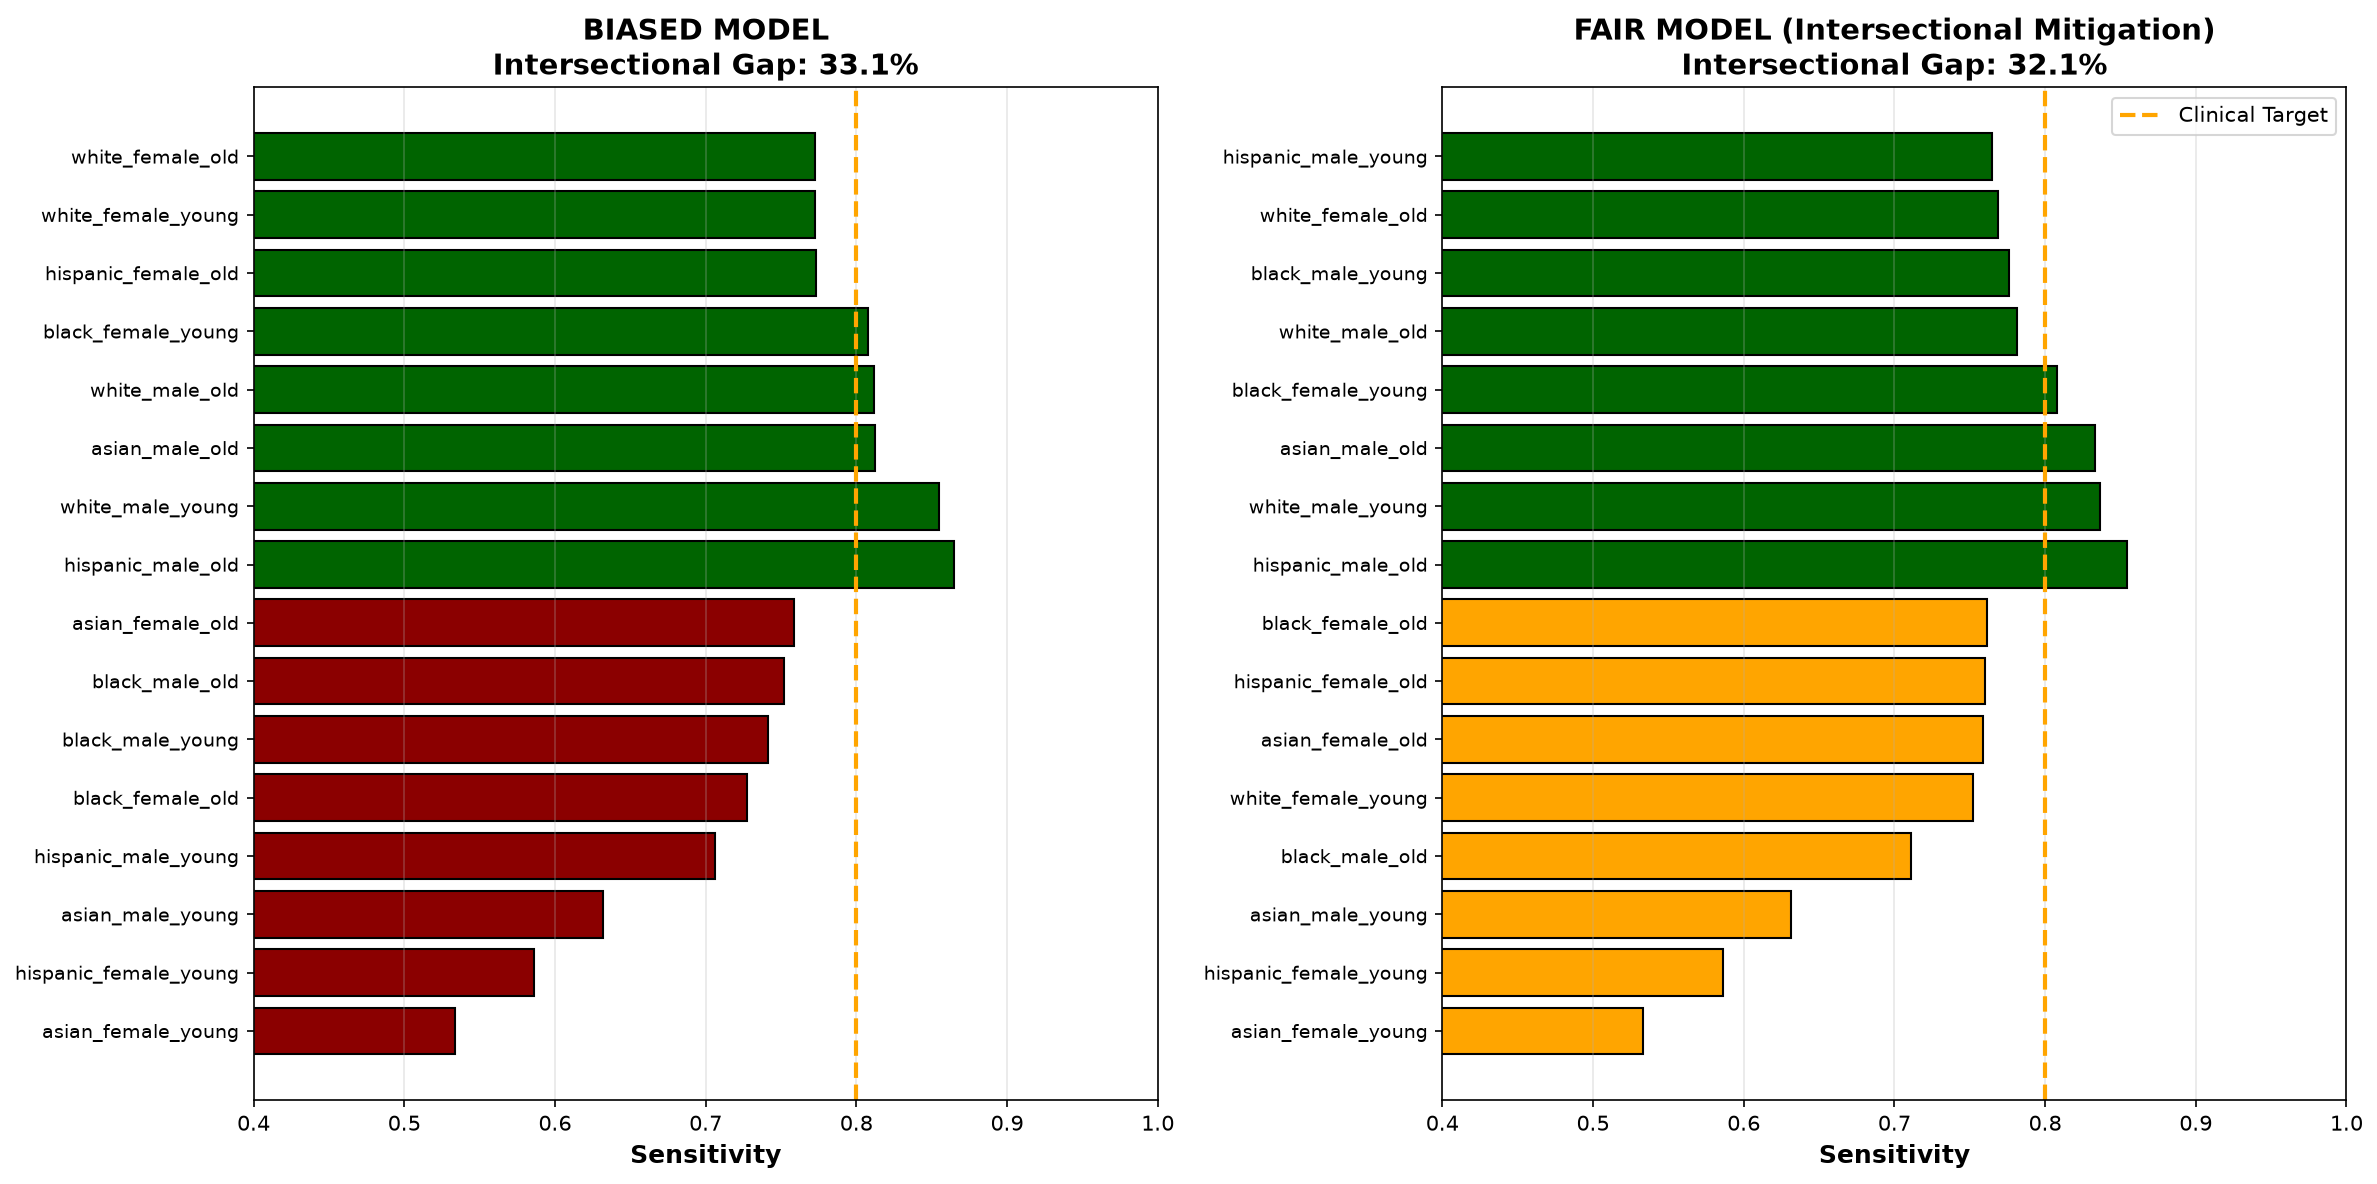 BIASED MODEL
Intersectional Gap: 33.1%
white_female_old
white_female_young
hispanic_female_old
black_female_young
white_male_old
asian_male_old
white_male_young
hispanic_male_old
asian_female_old
black_male_old
black_male_young
black_female_old
hispanic_male_young
asian_male_young
hispanic_female_young
asian_female_young
0.4 0.5 0.6 0.7 0.8 0.9 1.0
Sensitivity
FAIR MODEL (Intersectional Mitigation)
Intersectional Gap: 32.1%
Clinical Target
hispanic_male_young
white_female_old
black_male_young
white_male_old
black_female_young
asian_male_old
white_male_young
hispanic_male_old
black_female_old
hispanic_female_old
asian_female_old
white_female_young
black_male_old
asian_male_young
hispanic_female_young
asian_female_young
0.4 0.5 0.6 0.7 0.8 0.9 1.0
Sensitivity